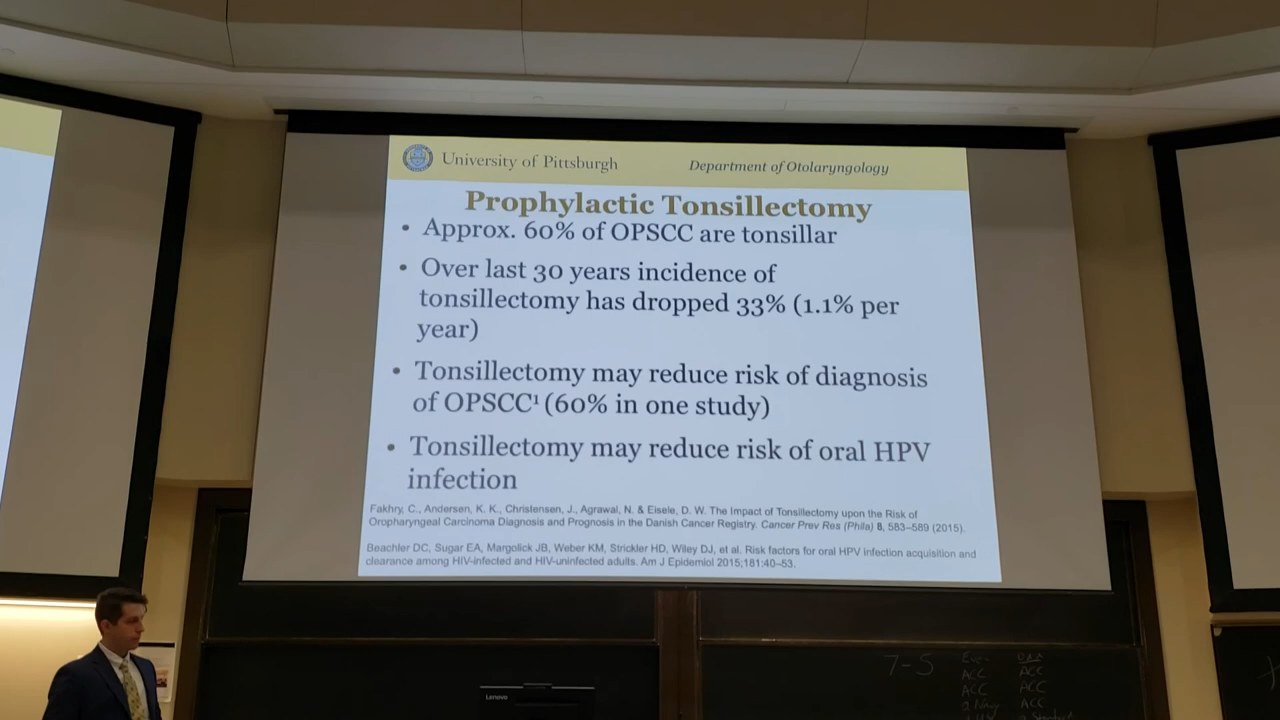 University of Pittsburgh
Department of Otolaryngology
Prophylactic Tonsillectomy
• Approx. 60% of OPSCC are tonsillar
• Over last 30 years incidence of
tonsillectomy has dropped 33% (1.1% per
year)
• Tonsillectomy may reduce risk of diagnosis
of OPSCC¹ (60% in one study)
• Tonsillectomy may reduce risk of oral HPV
infection
Fakhry, C., Andersen, K. K., Christensen, J., Agrawal, N. & Eisele, D. W. The Impact of Tonsillectomy upon the Risk of
Oropharyngeal Carcinoma Diagnosis and Prognosis in the Danish Cancer Registry. Cancer Prev Res (Phila) 8, 583–589 (2015).
Beachler DC, Sugar EA, Margolick JB, Weber KM, Strickler HD, Wiley DJ, et al. Risk factors for oral HPV infection acquisition and
clearance among HIV-infected and HIV-uninfected adults. Am J Epidemiol 2015;181:40–53.
Lenovo
7-5
ACC ACC
ACC ACC
ACC